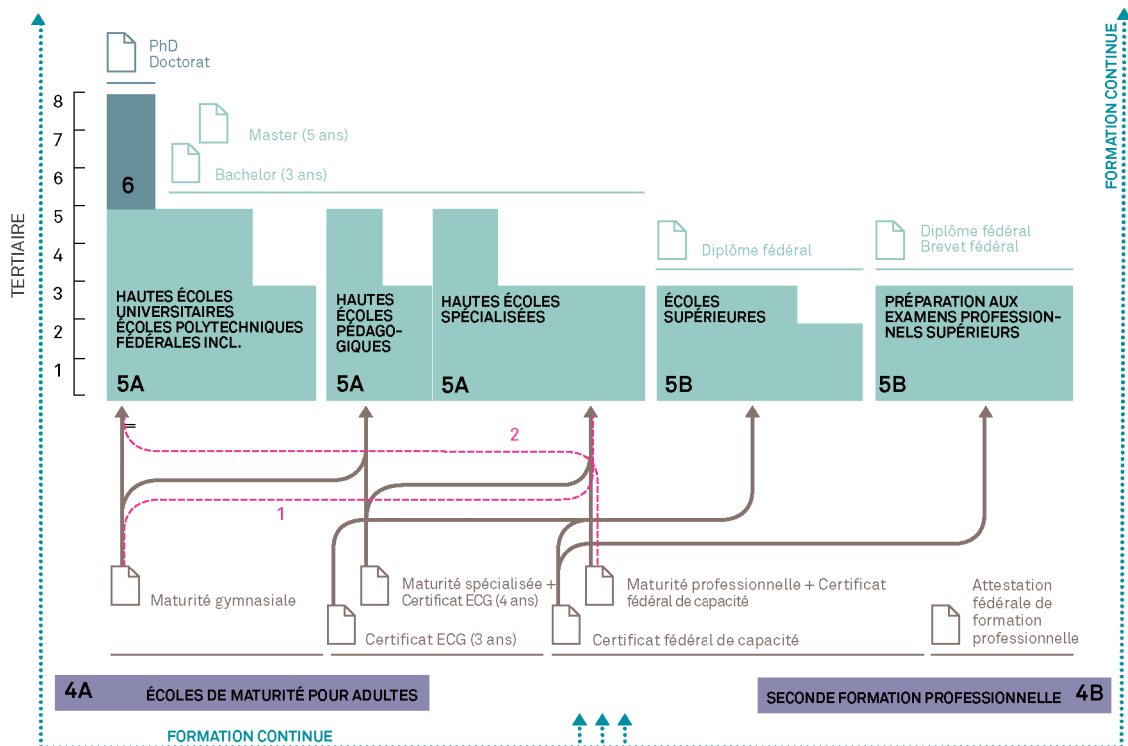 PhD
Doctorat
FORMATION CONTINUE
8
7
6
5
4
3
2
1
TERTIAIRE
Master (5 ans)
Bachelor (3 ans)
6
Diplôme fédéral
Diplôme fédéral
Brevet fédéral
HAUTES ÉCOLES
UNIVERSITAIRES
ÉCOLES POLYTECHNIQUES
FÉDÉRALES INCL.
5A
HAUTES
ÉCOLES
PÉDAGO-
GIQUES
5A
HAUTES ÉCOLES
SPÉCIALISÉES
5A
ÉCOLES
SUPÉRIEURES
5B
PRÉPARATION AUX
EXAMENS PROFESSION-
NELS SUPÉRIEURS
5B
2
1
Maturité gymnasiale
Maturité spécialisée +
Certificat ECG (4 ans)
Maturité professionnelle + Certificat
fédéral de capacité
Attestation
fédérale de
formation
professionnelle
Certificat ECG (3 ans)
Certificat fédéral de capacité
4A ÉCOLES DE MATURITÉ POUR ADULTES
SECONDE FORMATION PROFESSIONNELLE 4B
FORMATION CONTINUE